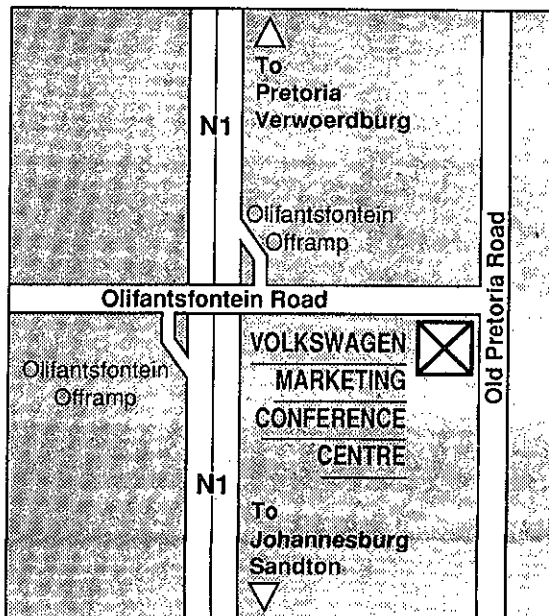 To
Pretoria
Verwoerdburg
N1
Olifantsfontein
Offramp
Olifantsfontein Road
Old Pretoria Road
VOLKSWAGEN
MARKETING
CONFERENCE
CENTRE
Olifantsfontein
Offramp
N1
To
Johannesburg
Sandton